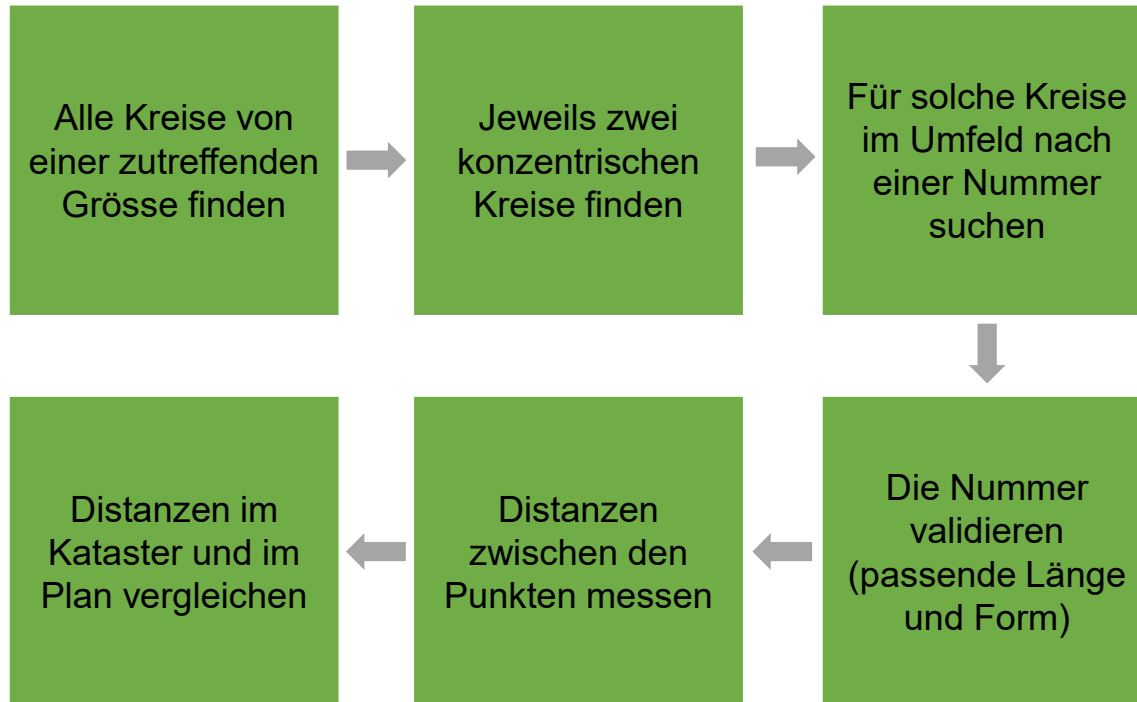 Alle Kreise von
einer zutreffenden
Grösse finden
Jeweils zwei
konzentrischen
Kreise finden
Für solche Kreise
im Umfeld nach
einer Nummer
suchen
Die Nummer
validieren
(passende Länge
und Form)
Distanzen
zwischen den
Punkten messen
Distanzen im
Kataster und im
Plan vergleichen